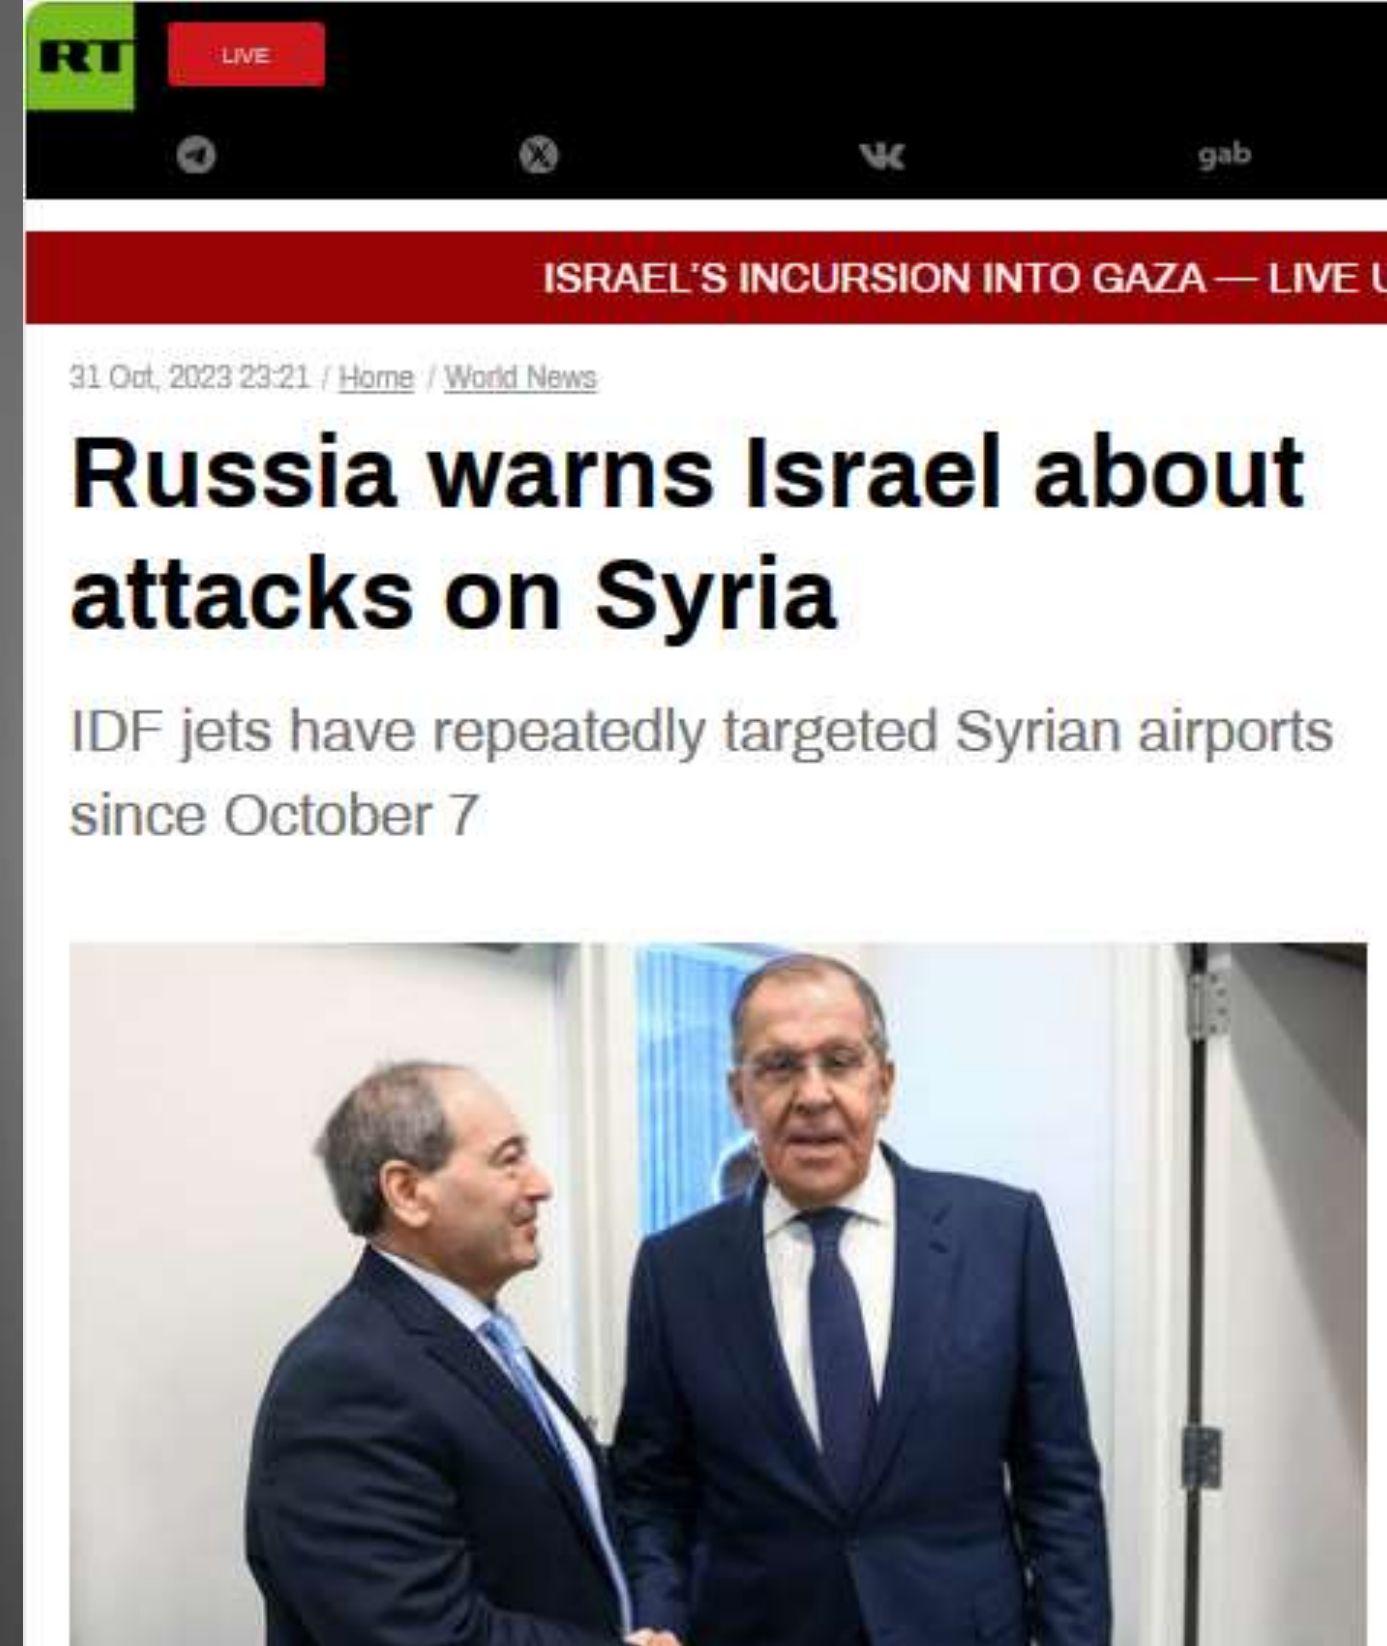 RT
LIVE
gab
ISRAEL'S INCURSION INTO GAZA — LIVE U
31 Oct, 2023 23:21 / Home / World News
Russia warns Israel about
attacks on Syria
IDF jets have repeatedly targeted Syrian airports
since October 7